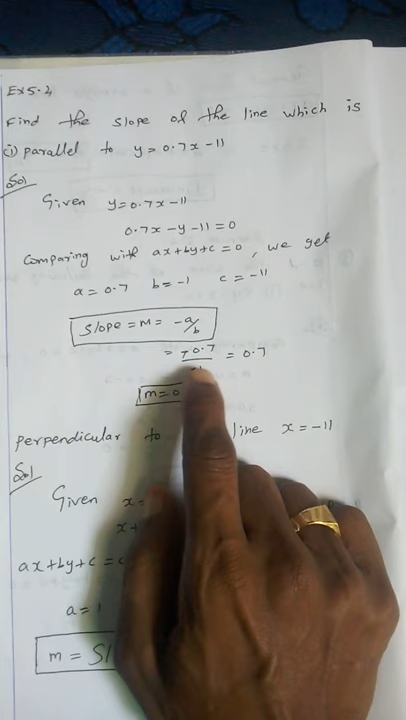 Ex 5.4
Find the slope of the line which is
(i) parallel to y = 0.7x - 11
Sol
Given y = 0.7x - 11
0.7x - y - 11 = 0
Comparing with ax + by + c = 0, we get
a = 0.7 b = -1 c = -11
Slope = m = -a/b
= -0.7 / = 0.7
m = 0
perpendicular to line x = -11
Sol
Given x =
x +
ax + by + c =
a = 1
m =